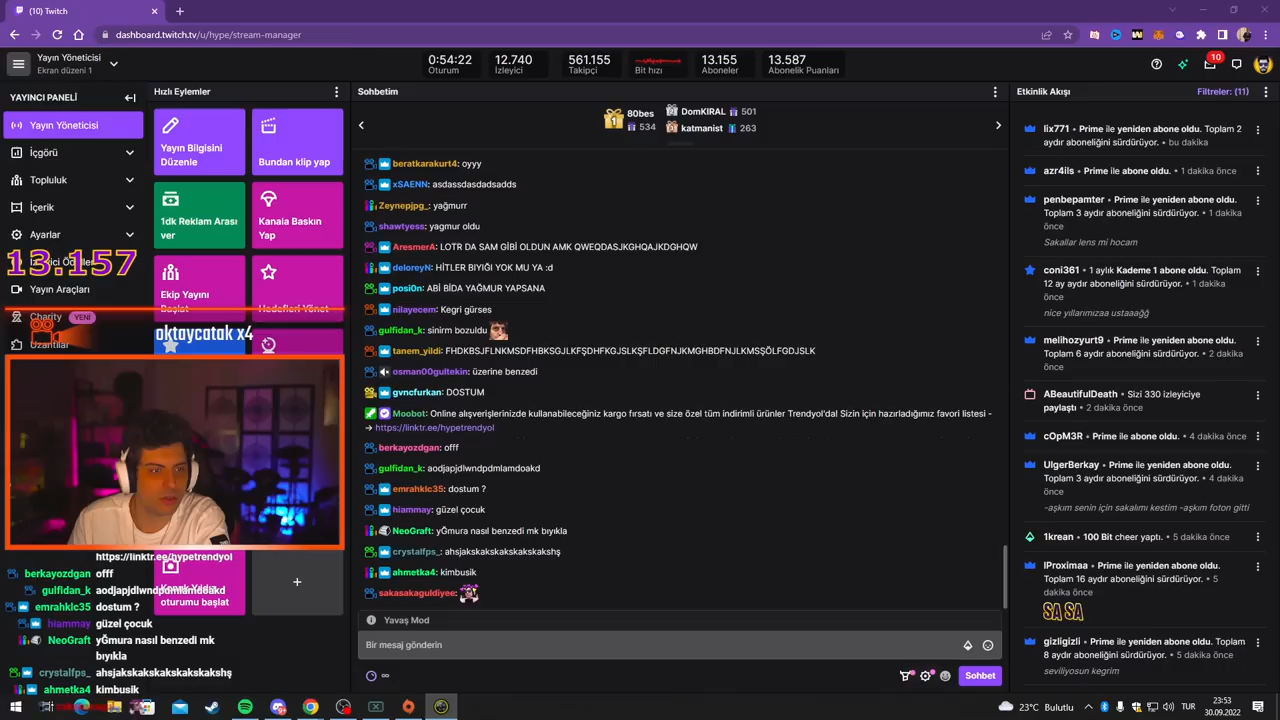 (10) Twitch
dashboard.twitch.tv/u/hype/stream-manager
Yayın Yöneticisi
Ekran düzeni 1
0:54:22
Oturum
12.740
İzleyici
561.155
Takipçi
Bit hızı
13.155
Aboneler
13.587
Abonelik Puanları
10
YAYINCI PANELİ
Yayın Yöneticisi
İçgörü
Topluluk
İçerik
Ayarlar
13.157
Yayın Araçları
Charity YENİ
Uzantılar
aktaycatak x4
Hızlı Eylemler
Yayın Bilgisini
Düzenle
Bundan klip yap
1dk Reklam Arası
ver
Kanala Baskın
Yap
Ekip Yayını
Başlat
Hedefleri Yönet
oturumu başlat
https://linktr.ee/hypetrendyol
berkayozdgan offf
gulfidan_k aodjapjdlwndpdmlamdoakd
emrahklc35 dostum ?
hiammay güzel çocuk
NeoGraft yĞmura nasıl benzedi mk
bıyıkla
crystalfps_ ahsjakskakskakskakskakshş
ahmetka4 kimbusik
Sohbetim
80bes
534
2 DomKIRAL 501
3 katmanist 263
beratkarakurt4: oyyy
xSAENN: asdassdasdadsadds
Zeynepjpg_: yağmurr
shawtyess: yagmur oldu
AresmerA: LOTR DA SAM GİBİ OLDUN AMK QWEQDASJKGHQAJKDGHQW
deloreyN: HİTLER BIYIĞI YOK MU YA :d
posi0n: ABİ BİDA YAĞMUR YAPSANA
nilayecem: Kegri gürses
gulfidan_k: sinirm bozuldu
tanem_yildi: FHDKBSJFLNKMSDFHBKSGJLKFŞDHFKGJSLKŞFLDGFNJKMGHBDFNJLKMSŞÖLFGDJSLK
osman00gultekin: üzerine benzedi
gvncfurkan: DOSTUM
Moobot: Online alışverişlerinizde kullanabileceğiniz kargo fırsatı ve size özel tüm indirimli ürünler Trendyol'da! Sizin için hazırladığımız favori listesi -
→ https://linktr.ee/hypetrendyol
berkayozdgan: offf
gulfidan_k: aodjapjdlwndpdmlamdoakd
emrahklc35: dostum ?
hiammay: güzel çocuk
NeoGraft: yĞmura nasıl benzedi mk bıyıkla
crystalfps_: ahsjakskakskakskakskakshş
ahmetka4: kimbusik
sakasakaguldiyee:
Yavaş Mod
Bir mesaj gönderin
Sohbet
Etkinlik Akışı
Filtreler: (11)
lix771 • Prime ile yeniden abone oldu. Toplam 2
aydır aboneliğini sürdürüyor. • bu dakika
azr4ils • Prime ile abone oldu. • 1 dakika önce
penbepamter • Prime ile yeniden abone oldu.
Toplam 3 aydır aboneliğini sürdürüyor. • 1 dakika
önce
Sakallar lens mi hocam
coni361 • 1 aylık Kademe 1 abone oldu. Toplam
12 ay aydır aboneliğini sürdürüyor. • 1 dakika
önce
nice yıllarımızaa ustaaağğ
melihozyurt9 • Prime ile yeniden abone oldu.
Toplam 6 aydır aboneliğini sürdürüyor. • 2 dakika
önce
ABeautifulDeath • Sizi 330 izleyiciye
paylaştı • 2 dakika önce
cOpM3R • Prime ile abone oldu. • 4 dakika önce
UlgerBerkay • Prime ile yeniden abone oldu.
Toplam 3 aydır aboneliğini sürdürüyor. • 4 dakika
önce
-aşkım senin için sakalımı kestim -aşkım foton gitti
1krean • 100 Bit cheer yaptı. • 5 dakika önce
IProximaa • Prime ile yeniden abone oldu.
Toplam 16 aydır aboneliğini sürdürüyor. • 5
dakika önce
SA SA
gizligizli • Prime ile yeniden abone oldu. Toplam
8 aydır aboneliğini sürdürüyor. • 5 dakika önce
seviliyosun kegrim
23°C Bulutlu
TUR
23:53
30.09.2022